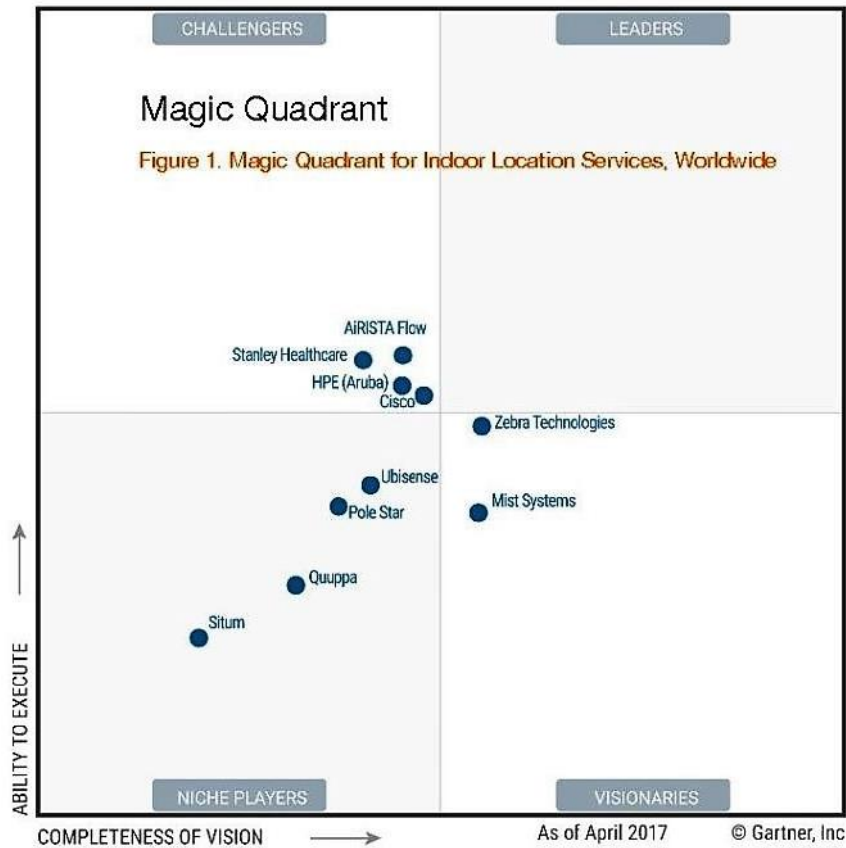 CHALLENGERS
LEADERS
Magic Quadrant
Figure 1. Magic Quadrant for Indoor Location Services, Worldwide
AiRISTA Flow
Stanley Healthcare
HPE (Aruba)
Cisco
Zebra Technologies
Ubisense
Mist Systems
Pole Star
Quuppa
Situm
ABILITY TO EXECUTE
NICHE PLAYERS
VISIONARIES
COMPLETENESS OF VISION
As of April 2017
© Gartner, Inc